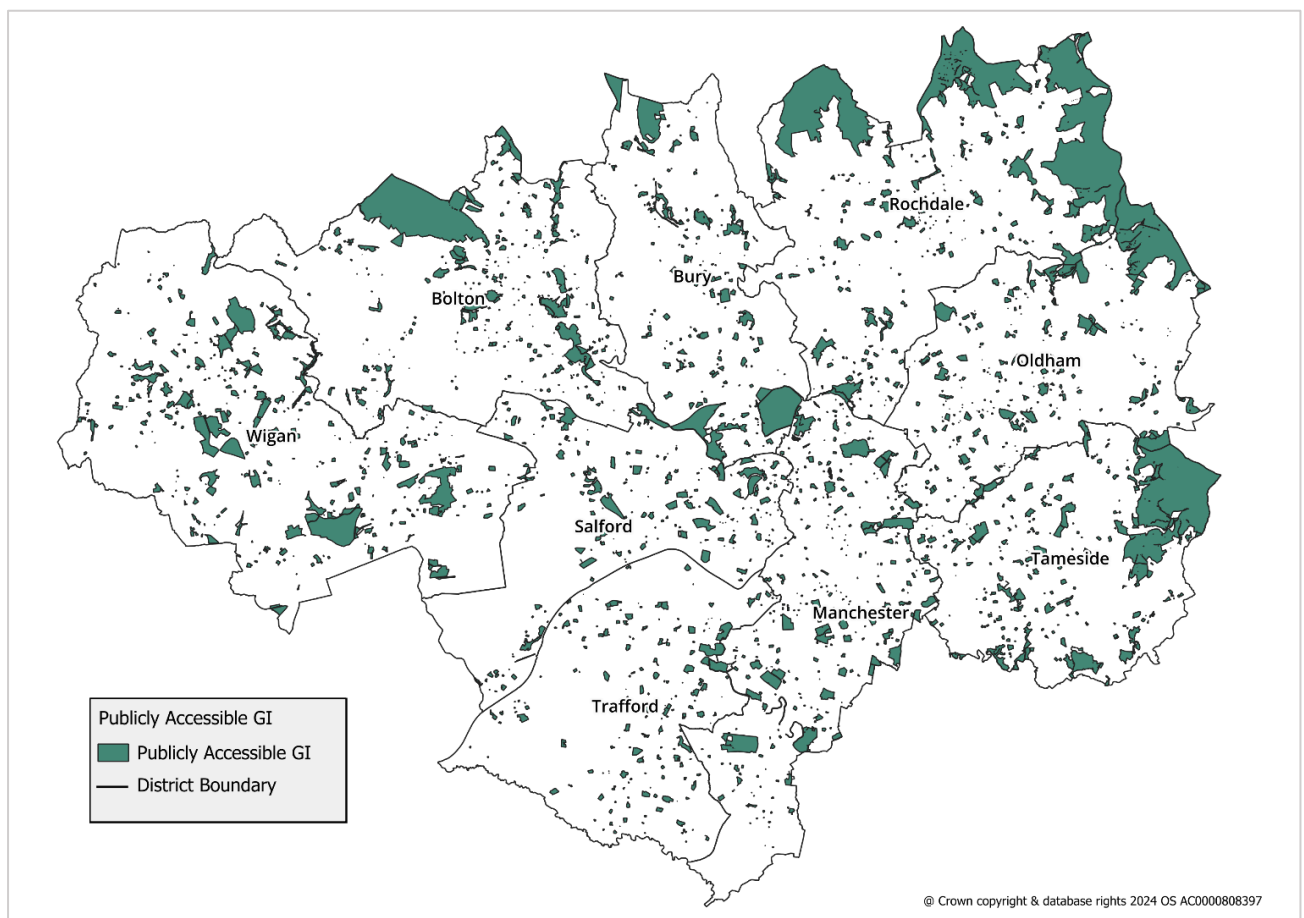 Rochdale
Bury
Bolton
Oldham
Wigan
Salford
Tameside
Manchester
Trafford
Publicly Accessible GI
Publicly Accessible GI
District Boundary
@ Crown copyright & database rights 2024 OS AC0000808397